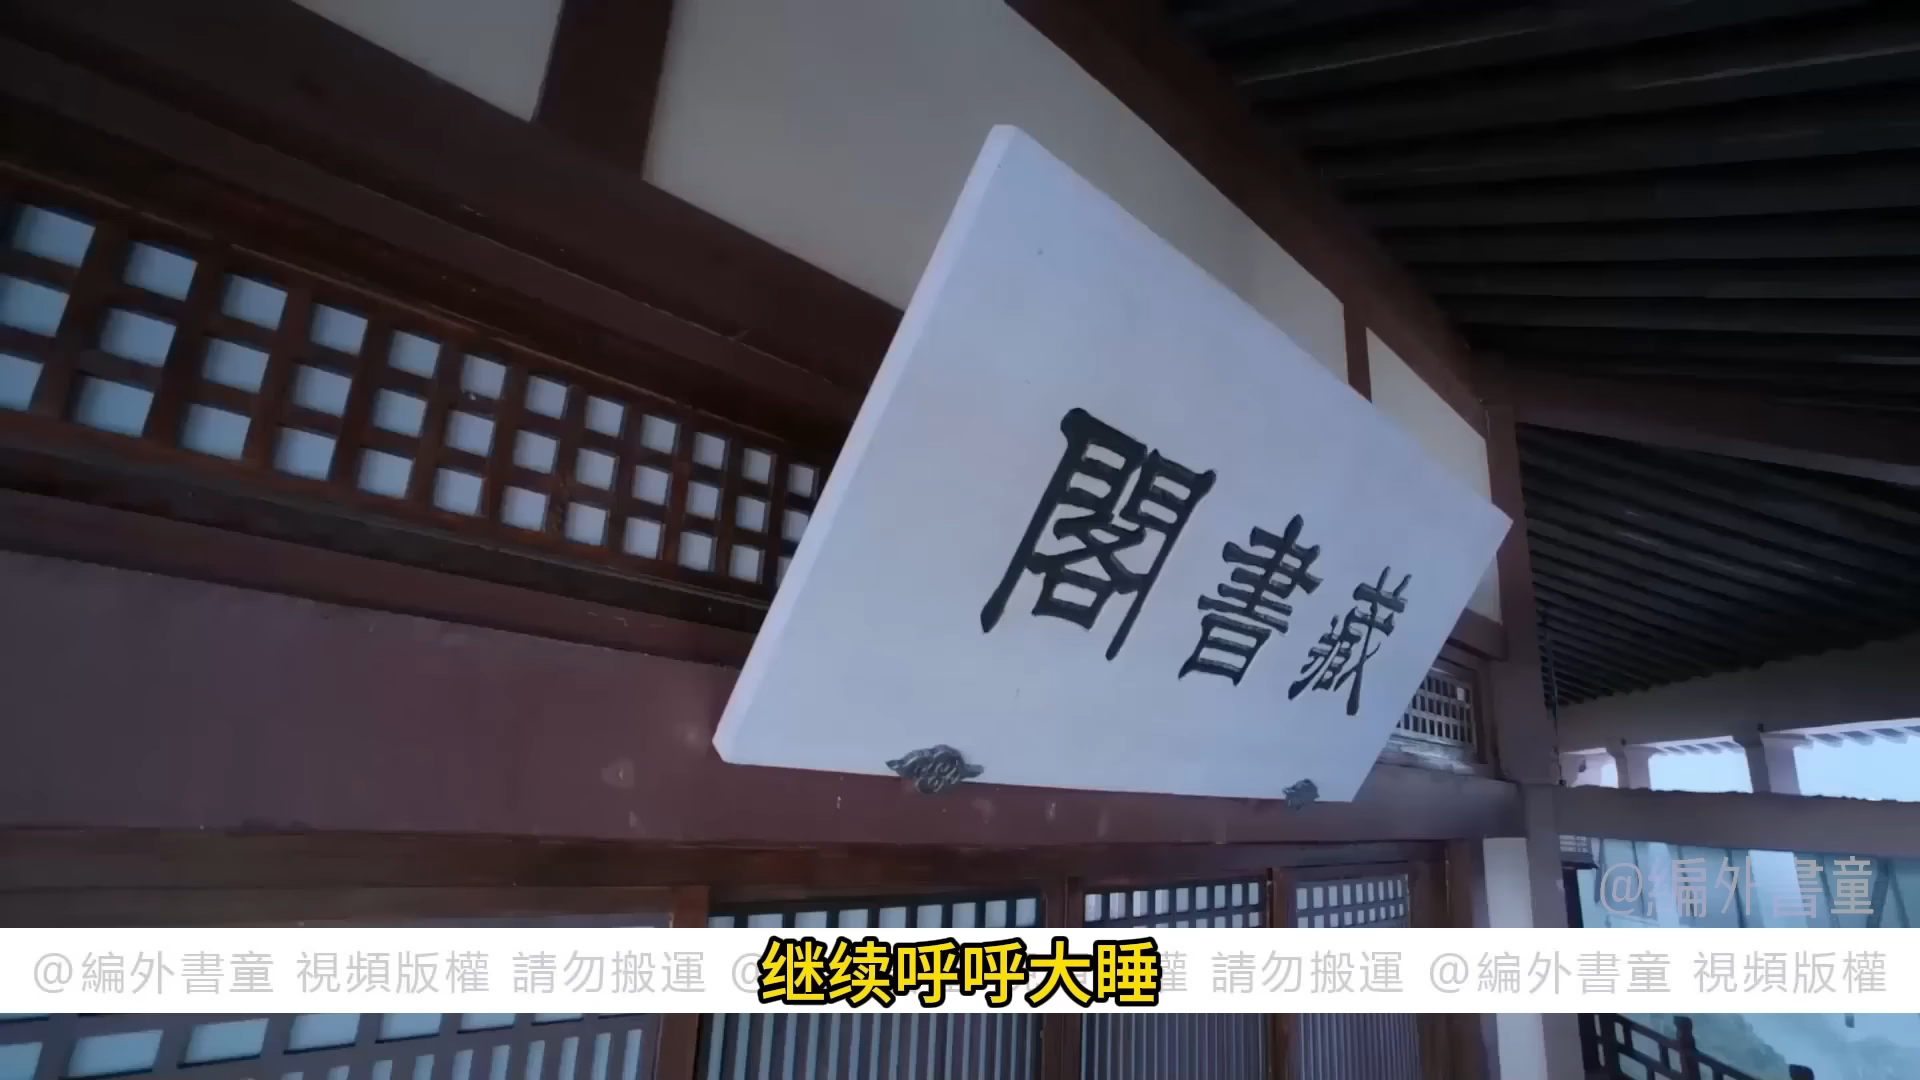 藏書閣
@編外書童
@編外書童 視頻版權 請勿搬運 @ 權 請勿搬運 @編外書童 視頻版權
继续呼呼大睡